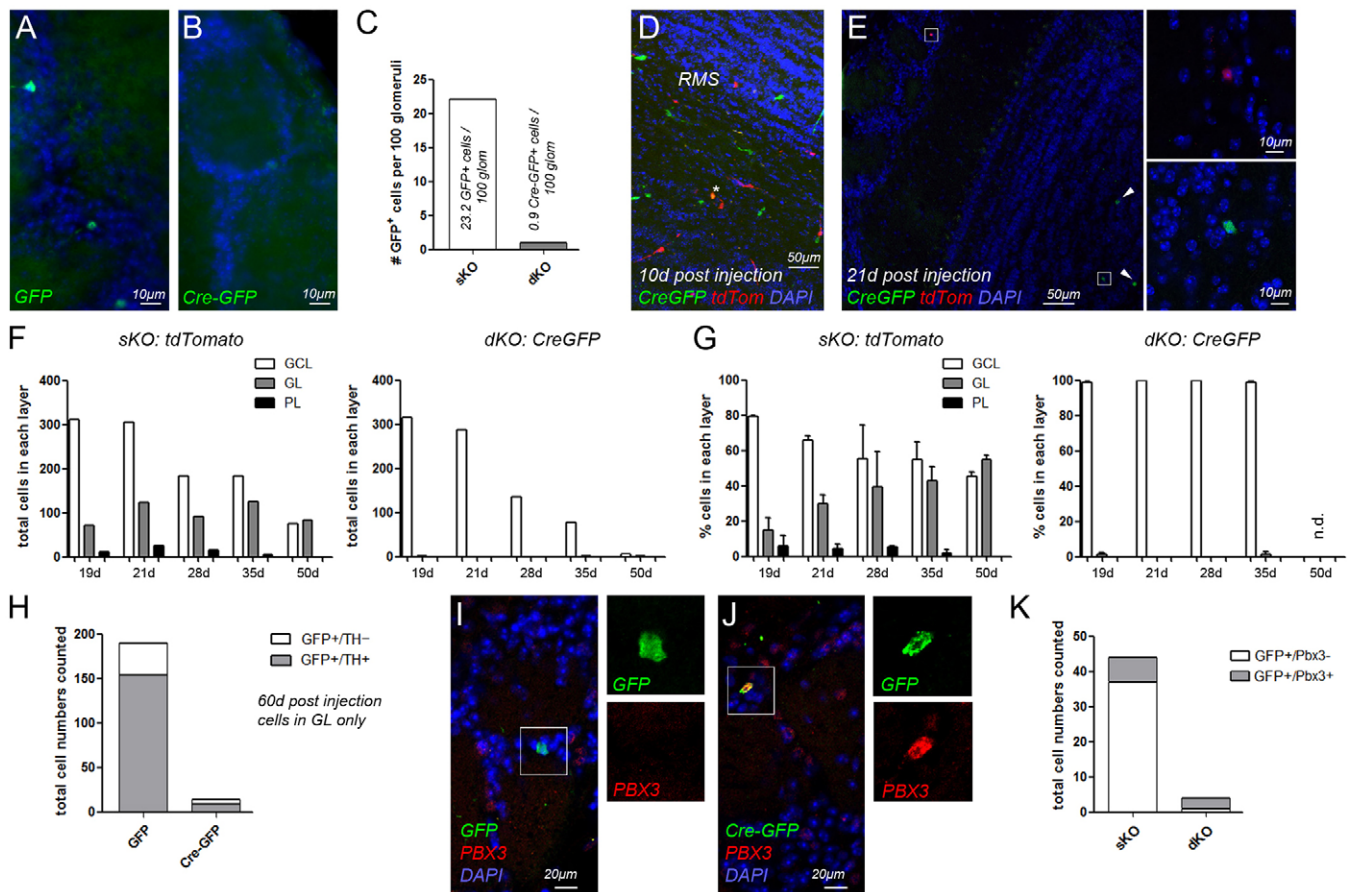 A
GFP
10µm
B
Cre-GFP
10µm
C
# GFP+ cells per 100 glomeruli
25
20
15
10
5
0
23.2 GFP+ cells /
100 glom
0.9 Cre-GFP+ cells /
100 glom
sKO
dKO
D
RMS
*
50µm
10d post injection
CreGFP tdTom DAPI
E
21d post injection
CreGFP tdTom DAPI
50µm
10µm
10µm
F
sKO: tdTomato
total cells in each layer
400
300
200
100
0
GCL
GL
PL
19d 21d 28d 35d 50d
dKO: CreGFP
total cells in each layer
400
300
200
100
0
19d 21d 28d 35d 50d
G
sKO: tdTomato
% cells in each layer
100
80
60
40
20
0
GCL
GL
PL
19d 21d 28d 35d 50d
dKO: CreGFP
% cells in each layer
100
80
60
40
20
0
n.d.
19d 21d 28d 35d 50d
H
total cell numbers counted
200
150
100
50
0
GFP
Cre-GFP
GFP+/TH−
GFP+/TH+
60d post injection
cells in GL only
I
GFP
PBX3
DAPI
20µm
GFP
PBX3
J
Cre-GFP
PBX3
DAPI
20µm
GFP
PBX3
K
total cell numbers counted
50
40
30
20
10
0
sKO
dKO
GFP+/Pbx3-
GFP+/Pbx3+